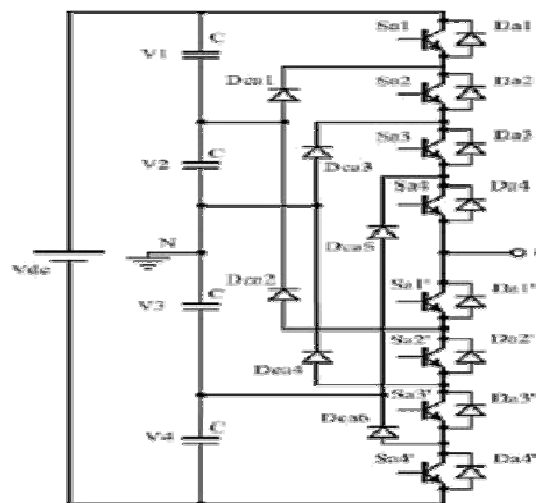 Sa1
Da1
C
V1
Dca1
Sa2
Da2
C
V2
Sa3
Da3
Dca3
Sa4
Da4
N
Dca5
Vdc
Dca2
Sa1'
Da1'
C
V3
Sa2'
Da2'
Dca4
Sa3'
Da3'
C
V4
Dca6
Sa4'
Da4'